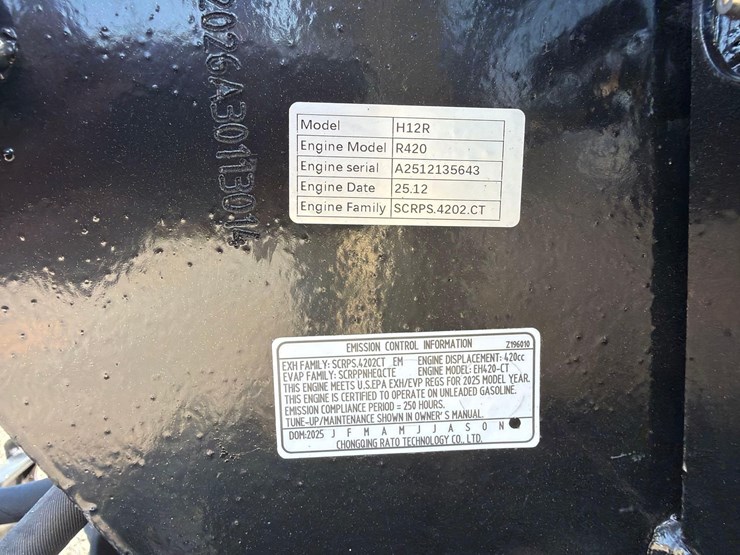 2026A30113014
Model H12R
Engine Model R420
Engine serial A2512135643
Engine Date 25.12
Engine Family SCRPS.4202.CT
EMISSION CONTROL INFORMATION Z196010
EXH FAMILY: SCRPS.4202CT EM ENGINE DISPLACEMENT: 420cc
EVAP FAMILY: SCRPPNHEQCTE ENGINE MODEL: EH420-CT
THIS ENGINE MEETS U.S.EPA EXH/EVP REGS FOR 2025 MODEL YEAR.
THIS ENGINE IS CERTIFIED TO OPERATE ON UNLEADED GASOLINE.
EMISSION COMPLIANCE PERIOD = 250 HOURS.
TUNE-UP/MAINTENANCE SHOWN IN OWNER' S MANUAL.
DOM:2025 J F M A M J J A S O N
CHONGQING RATO TECHNOLOGY CO., LTD.